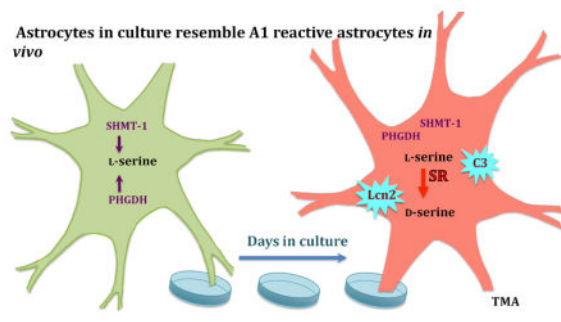 Astrocytes in culture resemble A1 reactive astrocytes in
vivo
SHMT-1
L-serine
PHGDH
SHMT-1
PHGDH
L-serine
C3
SR
Lcn2
D-serine
Days in culture
TMA